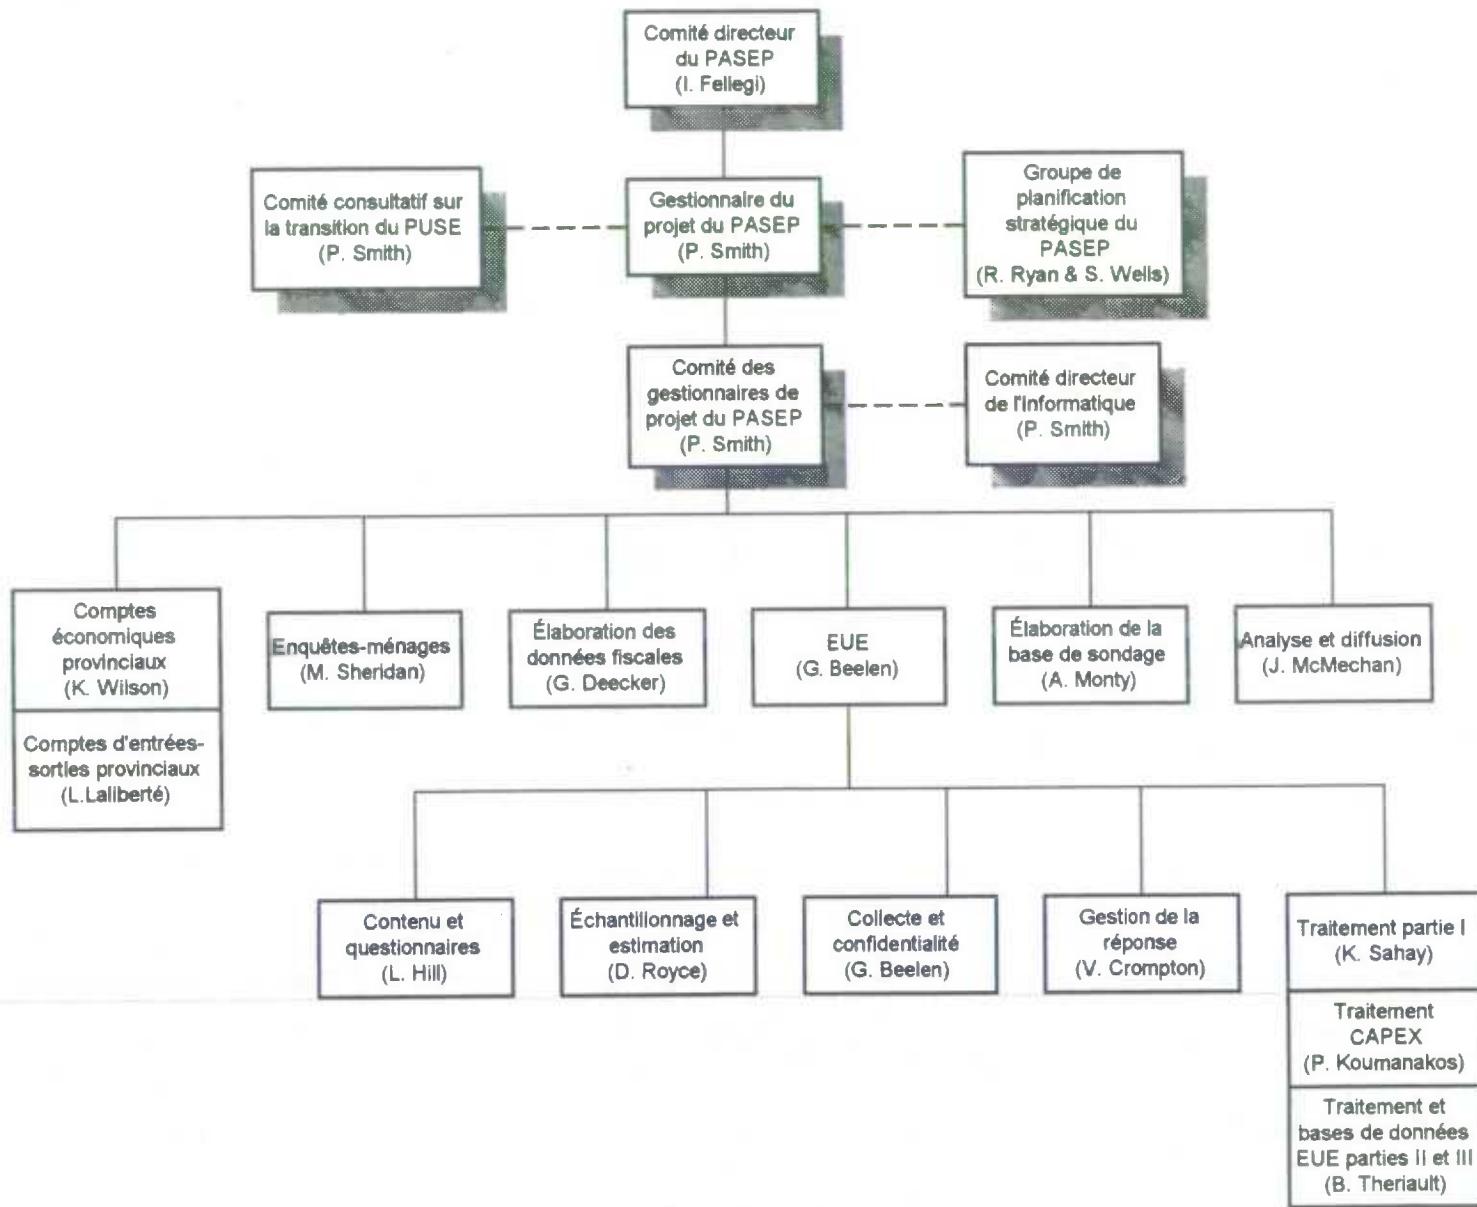 Comité directeur
du PASEP
(I. Fellegi)
Comité consultatif sur
la transition du PUSE
(P. Smith)
Gestionnaire du
projet du PASEP
(P. Smith)
Groupe de
planification
stratégique du
PASEP
(R. Ryan & S. Wells)
Comité des
gestionnaires de
projet du PASEP
(P. Smith)
Comité directeur
de l'Informatique
(P. Smith)
Comptes
économiques
provinciaux
(K. Wilson)
Comptes d'entrées-
sorties provinciaux
(L.Laliberté)
Enquêtes-ménages
(M. Sheridan)
Élaboration des
données fiscales
(G. Deecker)
EUE
(G. Beelen)
Élaboration de la
base de sondage
(A. Monty)
Analyse et diffusion
(J. McMechan)
Contenu et
questionnaires
(L. Hill)
Échantillonnage et
estimation
(D. Royce)
Collecte et
confidentialité
(G. Beelen)
Gestion de la
réponse
(V. Crompton)
Traitement partie I
(K. Sahay)
Traitement
CAPEX
(P. Koumanakos)
Traitement et
bases de données
EUE parties II et III
(B. Theriault)